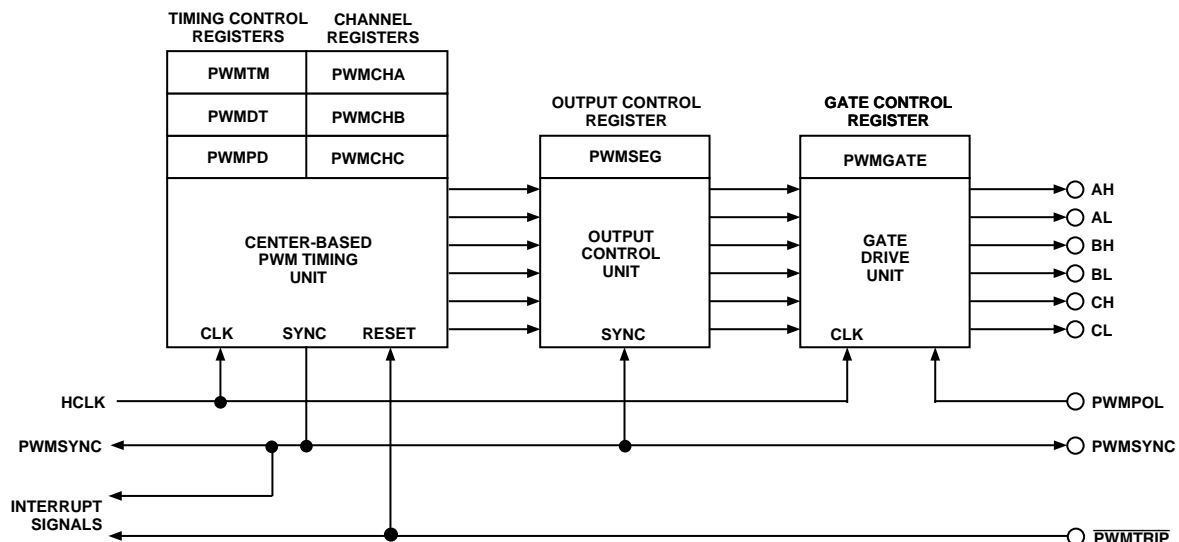 TIMING CONTROL
REGISTERS
CHANNEL
REGISTERS
PWMTM
PWMCHA
PWMDT
PWMCHB
PWMPD
PWMCHC
CENTER-BASED
PWM TIMING
UNIT
CLK
SYNC
RESET
OUTPUT CONTROL
REGISTER
PWMSEG
OUTPUT
CONTROL
UNIT
SYNC
GATE CONTROL
REGISTER
PWMGATE
GATE
DRIVE
UNIT
CLK
AH
AL
BH
BL
CH
CL
HCLK
PWMPOL
PWMSYNC
PWMSYNC
INTERRUPT
SIGNALS
PWMTRIP